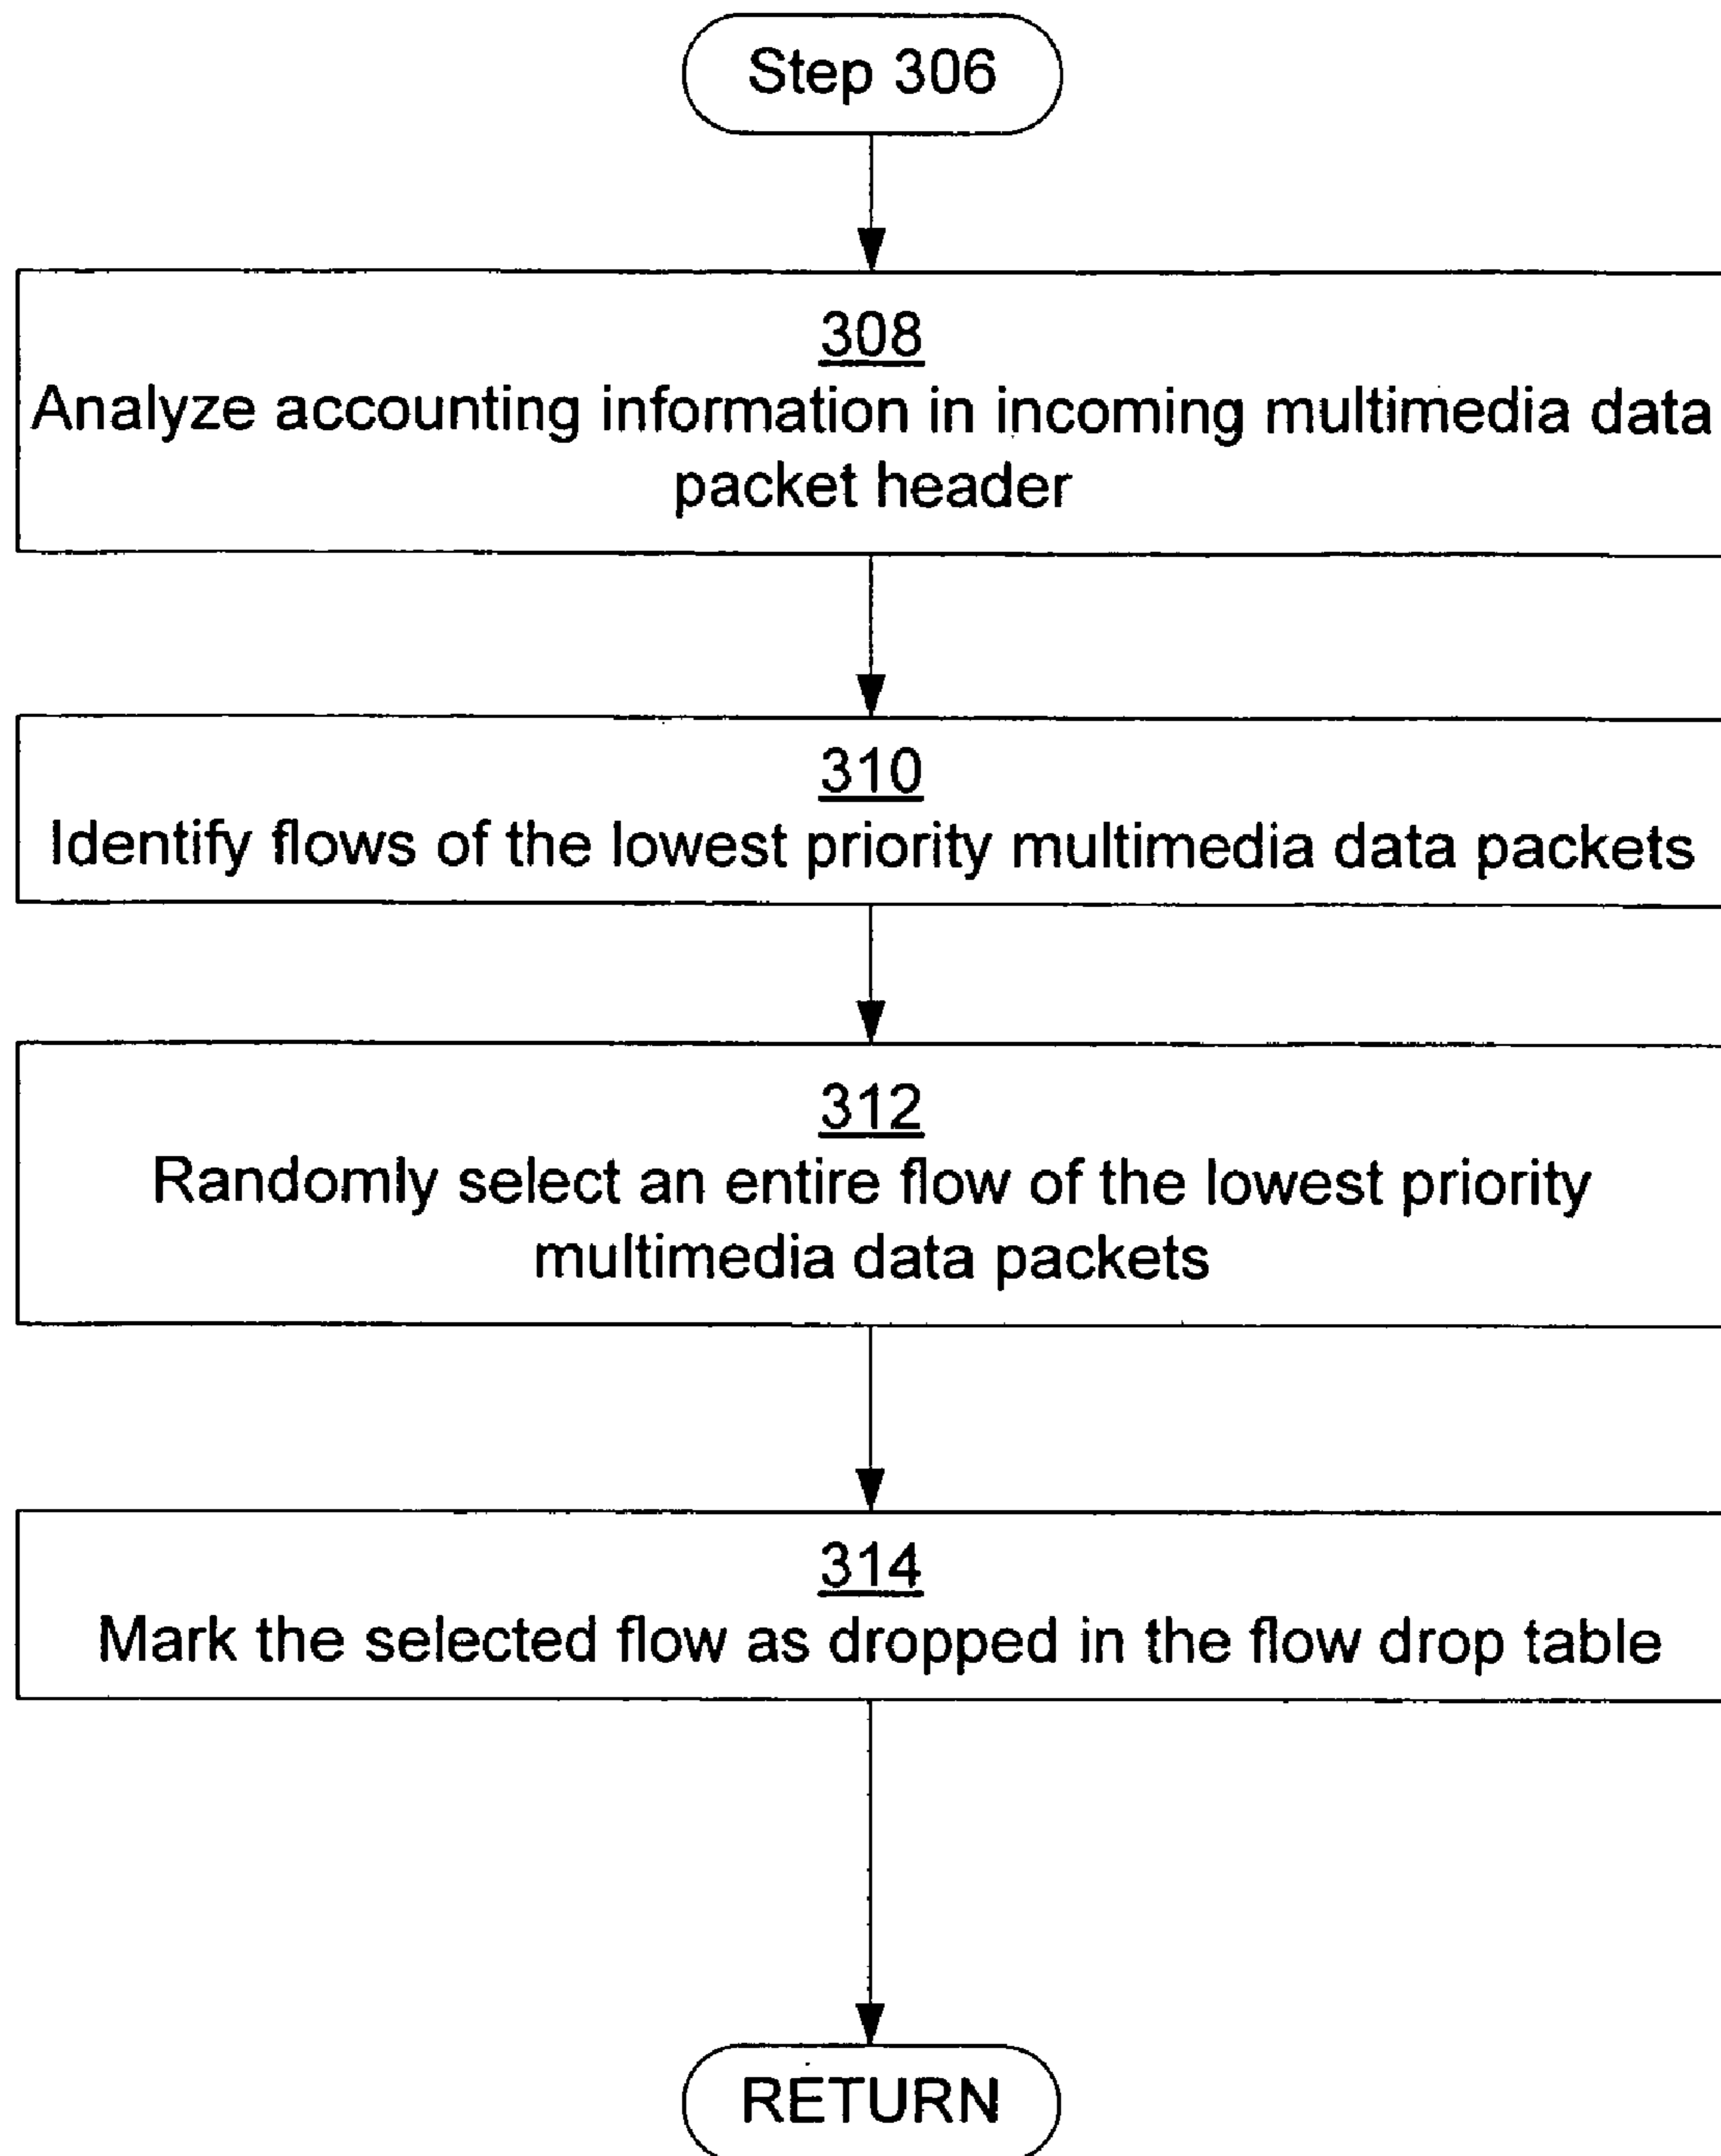 Step 306
308
Analyze accounting information in incoming multimedia data
packet header
310
Identify flows of the lowest priority multimedia data packets
312
Randomly select an entire flow of the lowest priority
multimedia data packets
314
Mark the selected flow as dropped in the flow drop table
RETURN